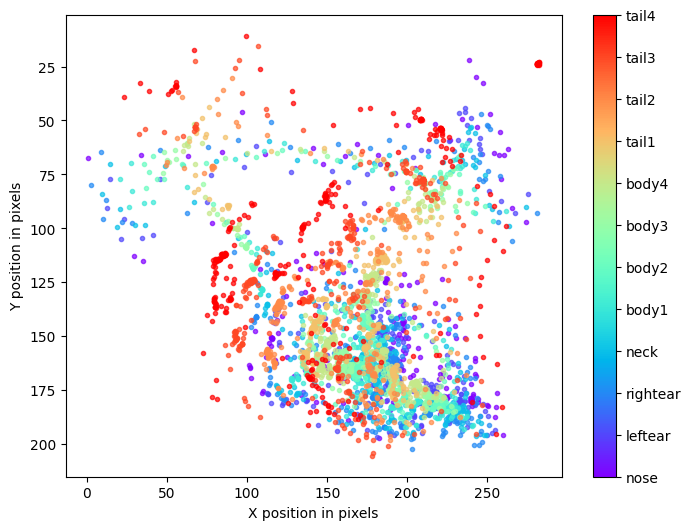 25
50
75
100
125
150
175
200
Y position in pixels
0
50
100
150
200
250
X position in pixels
tail4
tail3
tail2
tail1
body4
body3
body2
body1
neck
rightear
leftear
nose